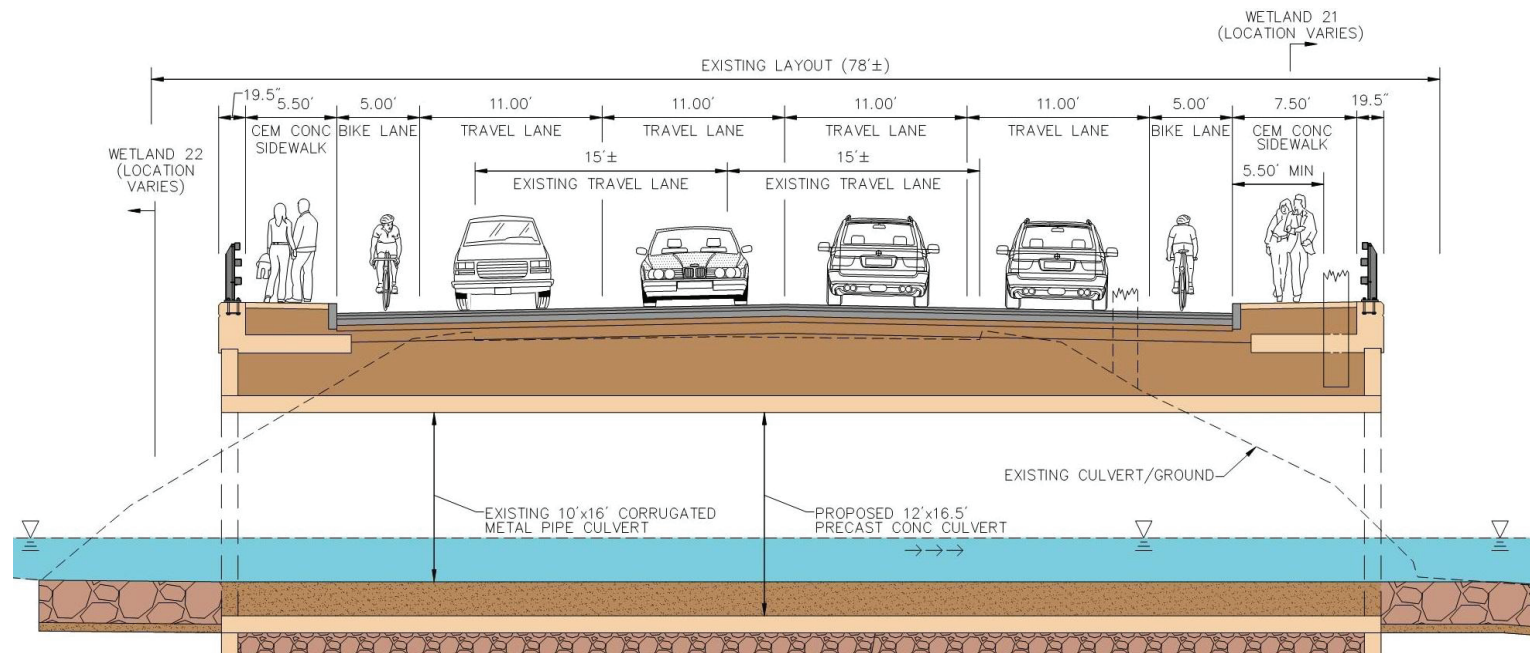 WETLAND 21
(LOCATION VARIES)
EXISTING LAYOUT (78'±)
19.5"
5.50'
5.00'
11.00'
11.00'
11.00'
11.00'
5.00'
7.50'
19.5"
CEM CONC
SIDEWALK
BIKE LANE
TRAVEL LANE
TRAVEL LANE
TRAVEL LANE
TRAVEL LANE
BIKE LANE
CEM CONC
SIDEWALK
WETLAND 22
(LOCATION
VARIES)
15'±
EXISTING TRAVEL LANE
15'±
EXISTING TRAVEL LANE
5.50' MIN
EXISTING CULVERT/GROUND
EXISTING 10'x16' CORRUGATED
METAL PIPE CULVERT
PROPOSED 12'x16.5'
PRECAST CONC CULVERT